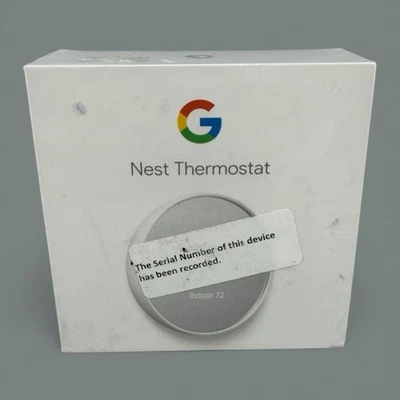 G
Nest Thermostat
The Serial Number of this device
has been recorded.
Indoor 72